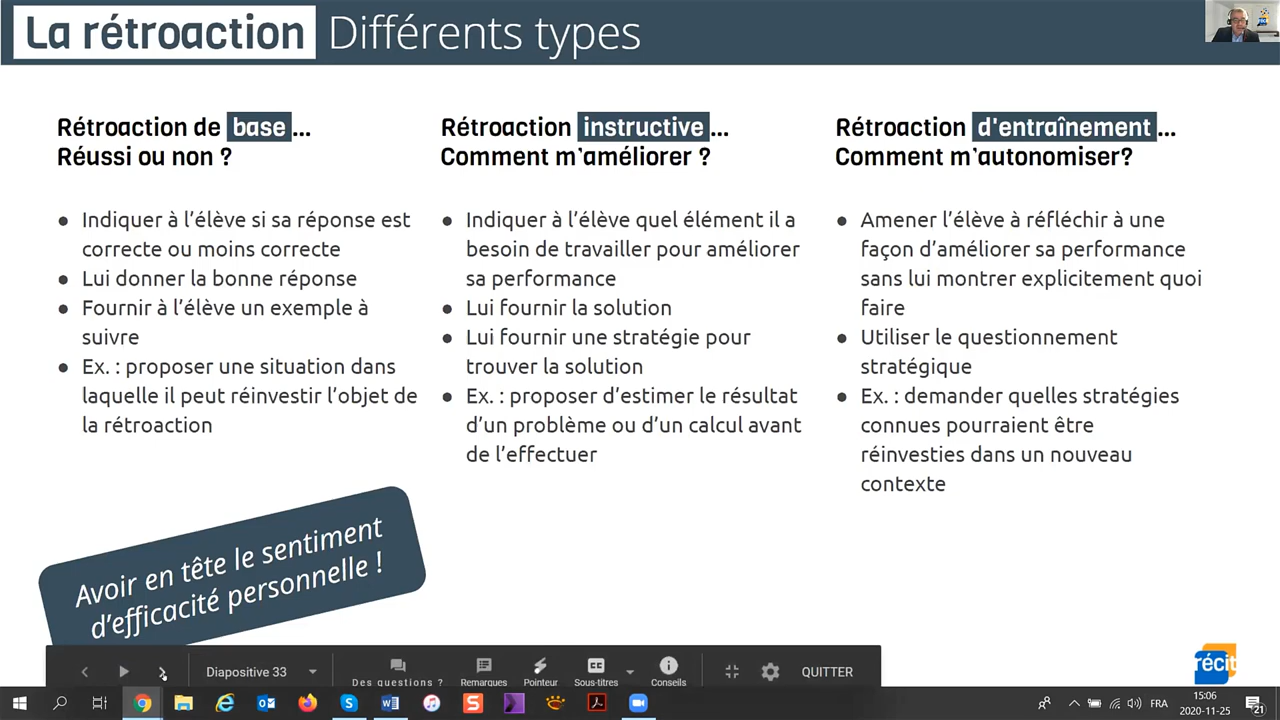 La rétroaction Différents types
Rétroaction de base...
Réussi ou non ?
● Indiquer à l'élève si sa réponse est
correcte ou moins correcte
● Lui donner la bonne réponse
● Fournir à l'élève un exemple à
suivre
● Ex. : proposer une situation dans
laquelle il peut réinvestir l'objet de
la rétroaction
Rétroaction instructive...
Comment m'améliorer ?
● Indiquer à l'élève quel élément il a
besoin de travailler pour améliorer
sa performance
● Lui fournir la solution
● Lui fournir une stratégie pour
trouver la solution
● Ex. : proposer d'estimer le résultat
d'un problème ou d'un calcul avant
de l'effectuer
Rétroaction d'entraînement...
Comment m'autonomiser?
● Amener l'élève à réfléchir à une
façon d'améliorer sa performance
sans lui montrer explicitement quoi
faire
● Utiliser le questionnement
stratégique
● Ex. : demander quelles stratégies
connues pourraient être
réinvesties dans un nouveau
contexte
Avoir en tête le sentiment
d'efficacité personnelle !
Diapositive 33
Des questions ?
Remarques
Pointeur
Sous-titres
Conseils
QUITTER
récit
FRA
15:06
2020-11-25
21